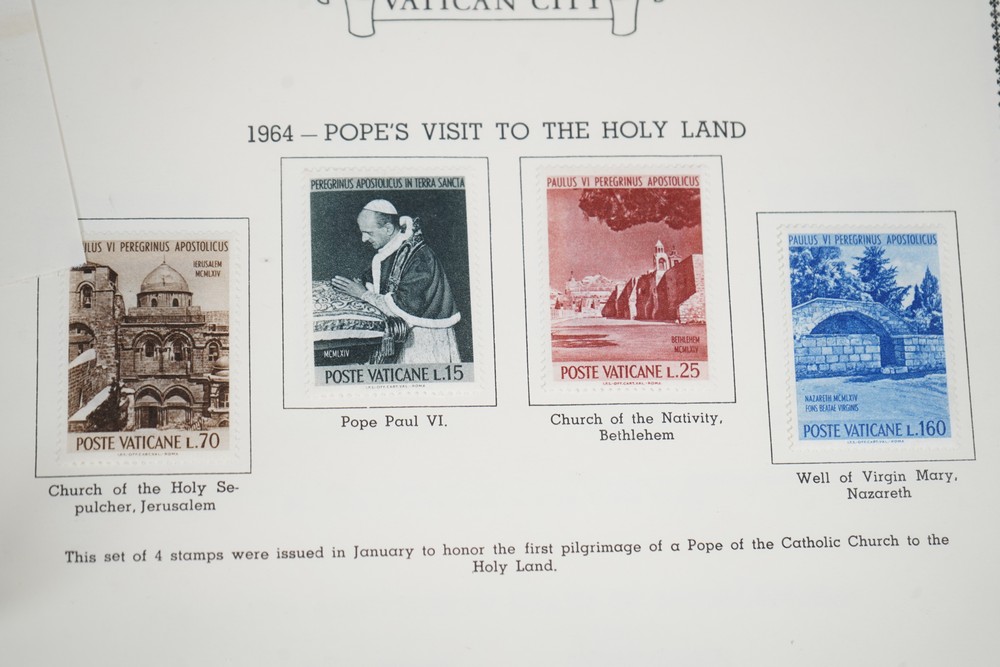 VATICAN CITY
1964 — POPE'S VISIT TO THE HOLY LAND
ULUS VI PEREGRINUS APOSTOLICUS
IERUSALEM
MCMLXIV
POSTE VATICANE L.70
Church of the Holy Se-
pulcher, Jerusalem
PEREGRINUS APOSTOLICUS IN TERRA SANCTA
MCMLXIV
POSTE VATICANE L.15
Pope Paul VI.
PAULUS VI PEREGRINUS APOSTOLICUS
BETHLEHEM
MCMLXIV
POSTE VATICANE L.25
Church of the Nativity,
Bethlehem
PAULUS VI PEREGRINUS APOSTOLICUS
NAZARETH MCMLXIV
FONS BEATAE VIRGINIS
POSTE VATICANE L.160
Well of Virgin Mary,
Nazareth
This set of 4 stamps were issued in January to honor the first pilgrimage of a Pope of the Catholic Church to the
Holy Land.